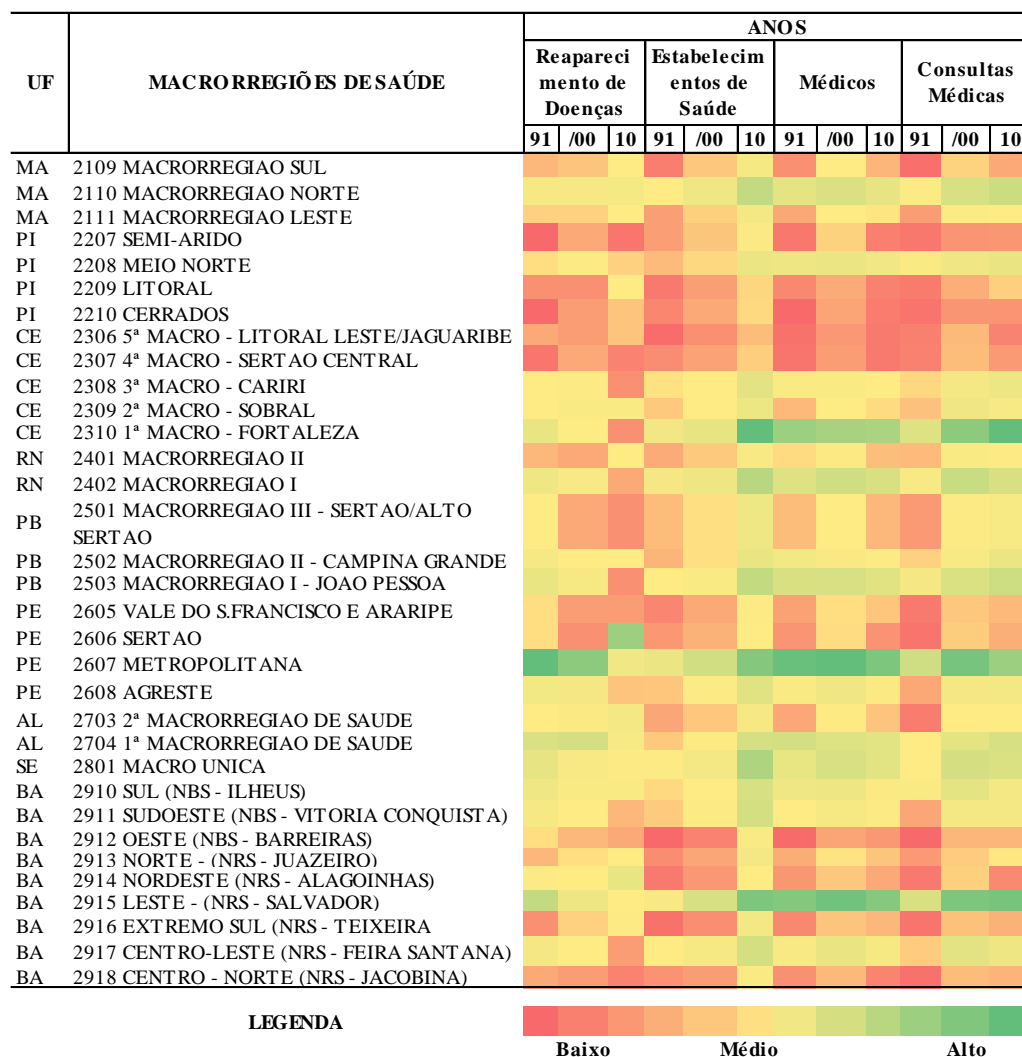 ANOS
UF MACRORREGIÕES DE SAÚDE
Reapareci Estabelecim Médicos Consultas
mento de entos de Médicas
Doenças Saúde
91 /00 10 91 /00 10 91 /00 10 91 /00 10
MA 2109 MACRORREGIAO SUL
MA 2110 MACRORREGIAO NORTE
MA 2111 MACRORREGIAO LESTE
PI 2207 SEMI-ARIDO
PI 2208 MEIO NORTE
PI 2209 LITORAL
PI 2210 CERRADOS
CE 2306 5ª MACRO - LITORAL LESTE/JAGUARIBE
CE 2307 4ª MACRO - SERTAO CENTRAL
CE 2308 3ª MACRO - CARIRI
CE 2309 2ª MACRO - SOBRAL
CE 2310 1ª MACRO - FORTALEZA
RN 2401 MACRORREGIAO II
RN 2402 MACRORREGIAO I
PB 2501 MACRORREGIAO III - SERTAO/ALTO
SERTAO
PB 2502 MACRORREGIAO II - CAMPINA GRANDE
PB 2503 MACRORREGIAO I - JOAO PESSOA
PE 2605 VALE DO S.FRANCISCO E ARARIPE
PE 2606 SERTAO
PE 2607 METROPOLITANA
PE 2608 AGRESTE
AL 2703 2ª MACRORREGIAO DE SAUDE
AL 2704 1ª MACRORREGIAO DE SAUDE
SE 2801 MACRO UNICA
BA 2910 SUL (NBS - ILHEUS)
BA 2911 SUDOESTE (NBS - VITORIA CONQUISTA)
BA 2912 OESTE (NBS - BARREIRAS)
BA 2913 NORTE - (NRS - JUAZEIRO)
BA 2914 NORDESTE (NRS - ALAGOINHAS)
BA 2915 LESTE - (NRS - SALVADOR)
BA 2916 EXTREMO SUL (NRS - TEIXEIRA
BA 2917 CENTRO-LESTE (NRS - FEIRA SANTANA)
BA 2918 CENTRO - NORTE (NRS - JACOBINA)
LEGENDA
Baixo Médio Alto